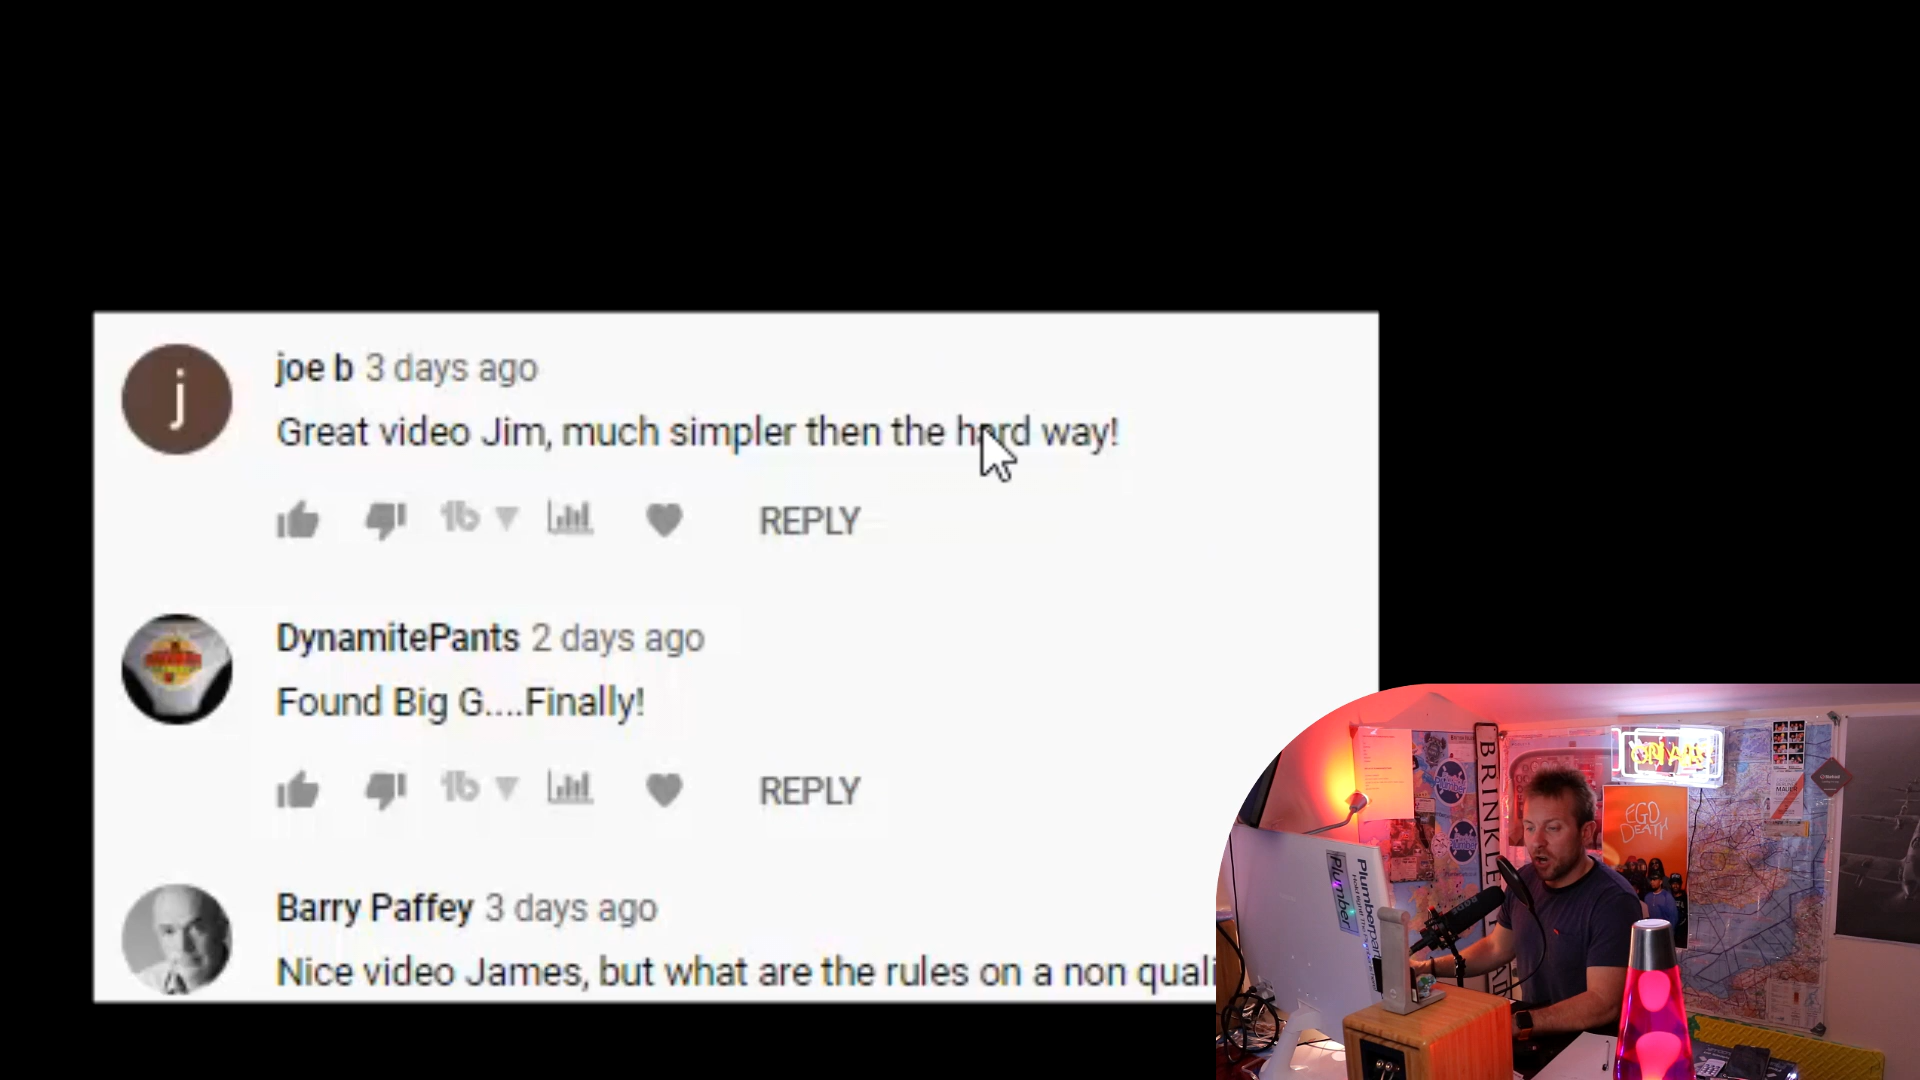 j
joe b 3 days ago
Great video Jim, much simpler then the hard way!
REPLY
DynamitePants 2 days ago
Found Big G....Finally!
REPLY
Barry Paffey 3 days ago
Nice video James, but what are the rules on a non quali
BRINKLE
EGO
DEATH
Plumber
Plumberparts